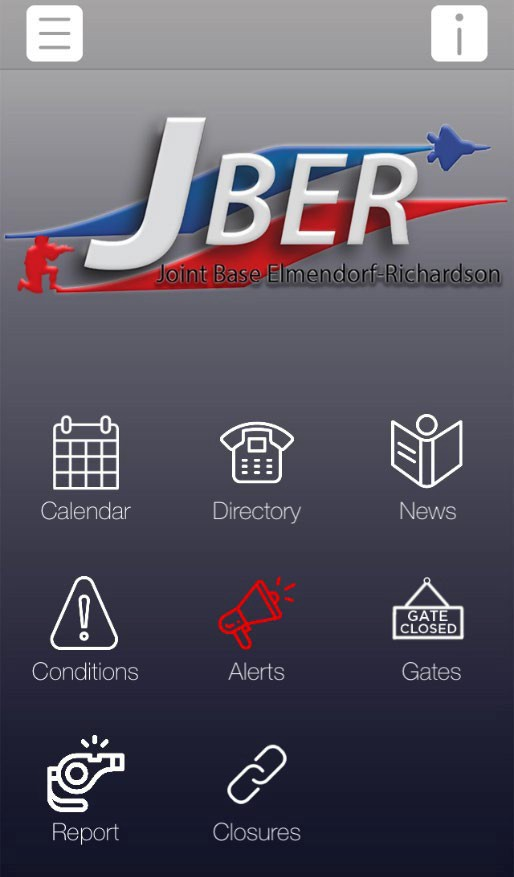 JBER
Joint Base Elmendorf-Richardson
Calendar
Directory
News
Conditions
Alerts
GATE
CLOSED
Gates
Report
Closures